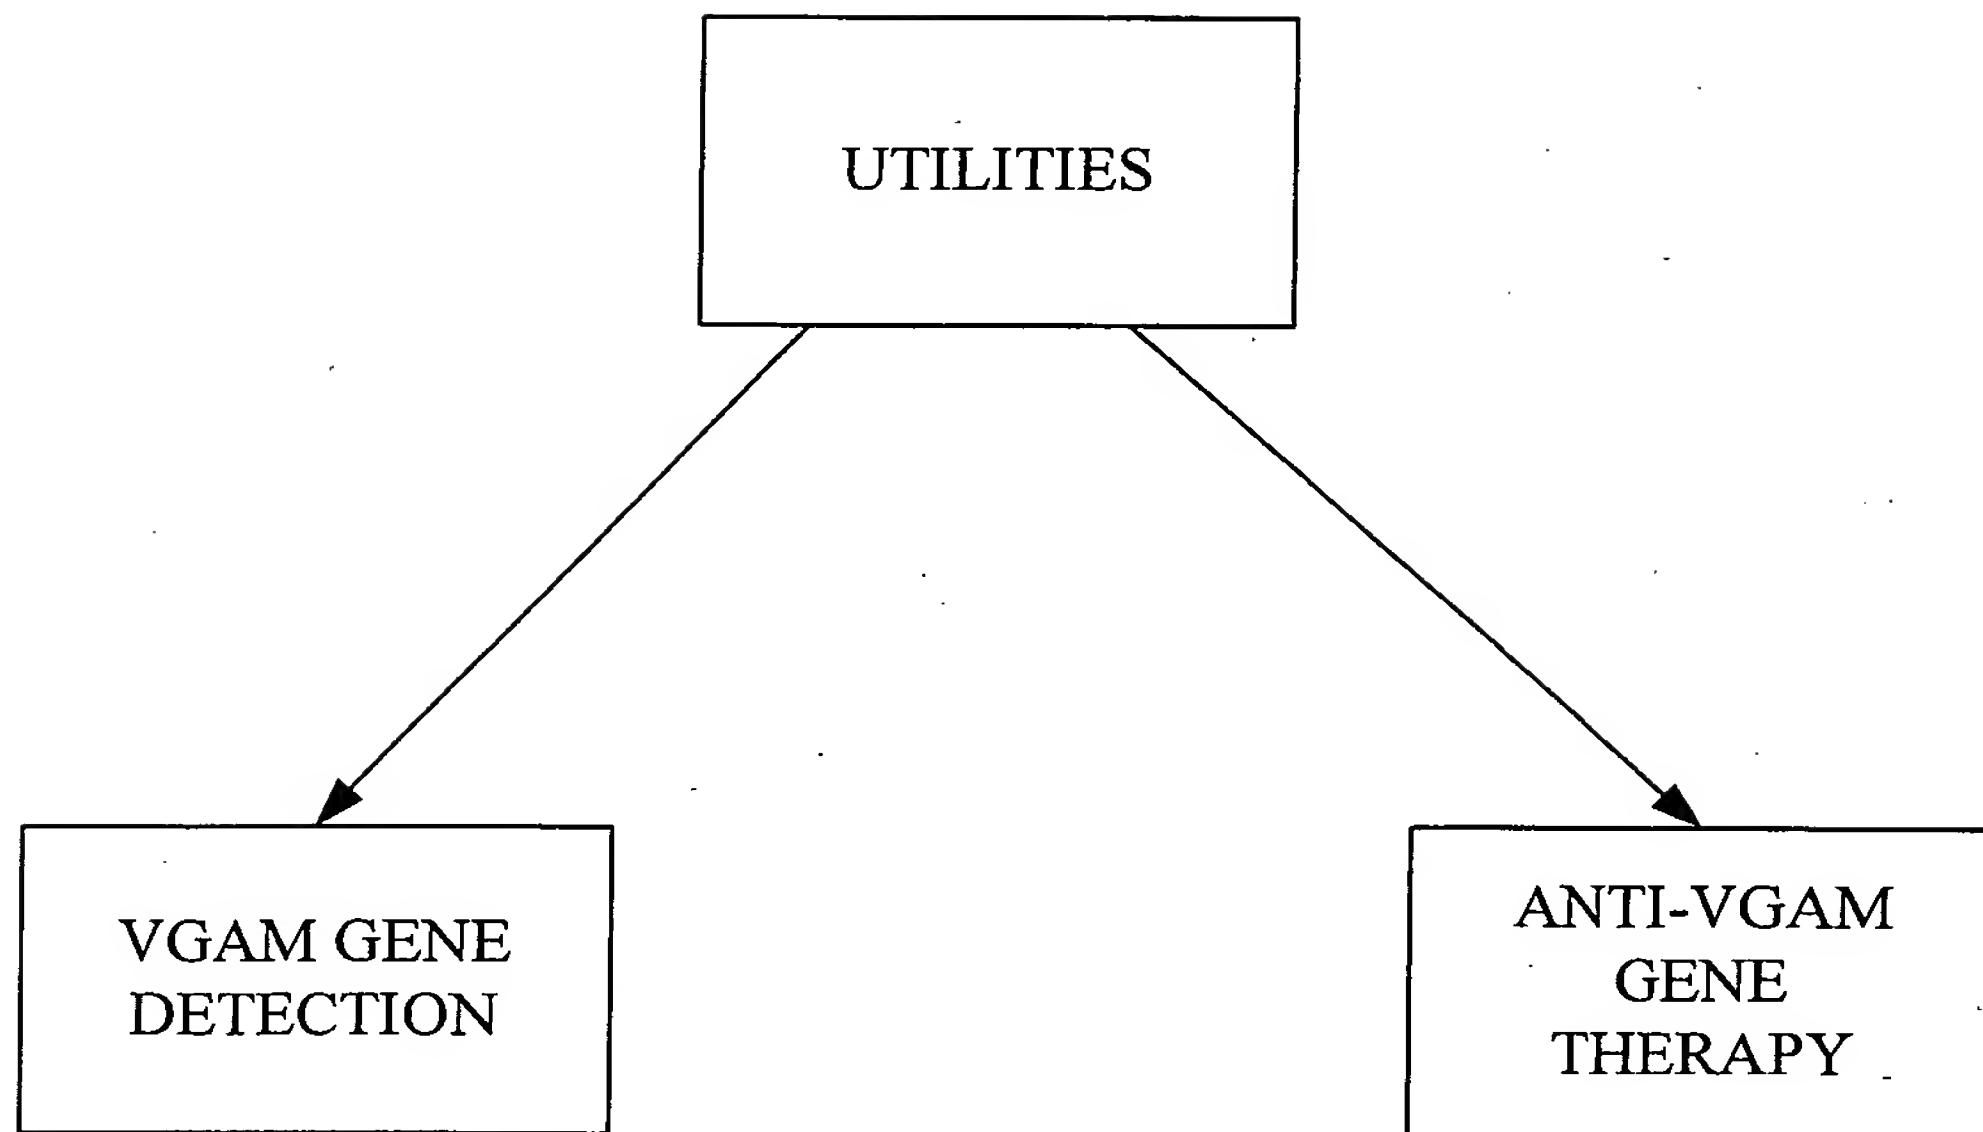 UTILITIES
VGAM GENE
DETECTION
ANTI-VGAM
GENE
THERAPY